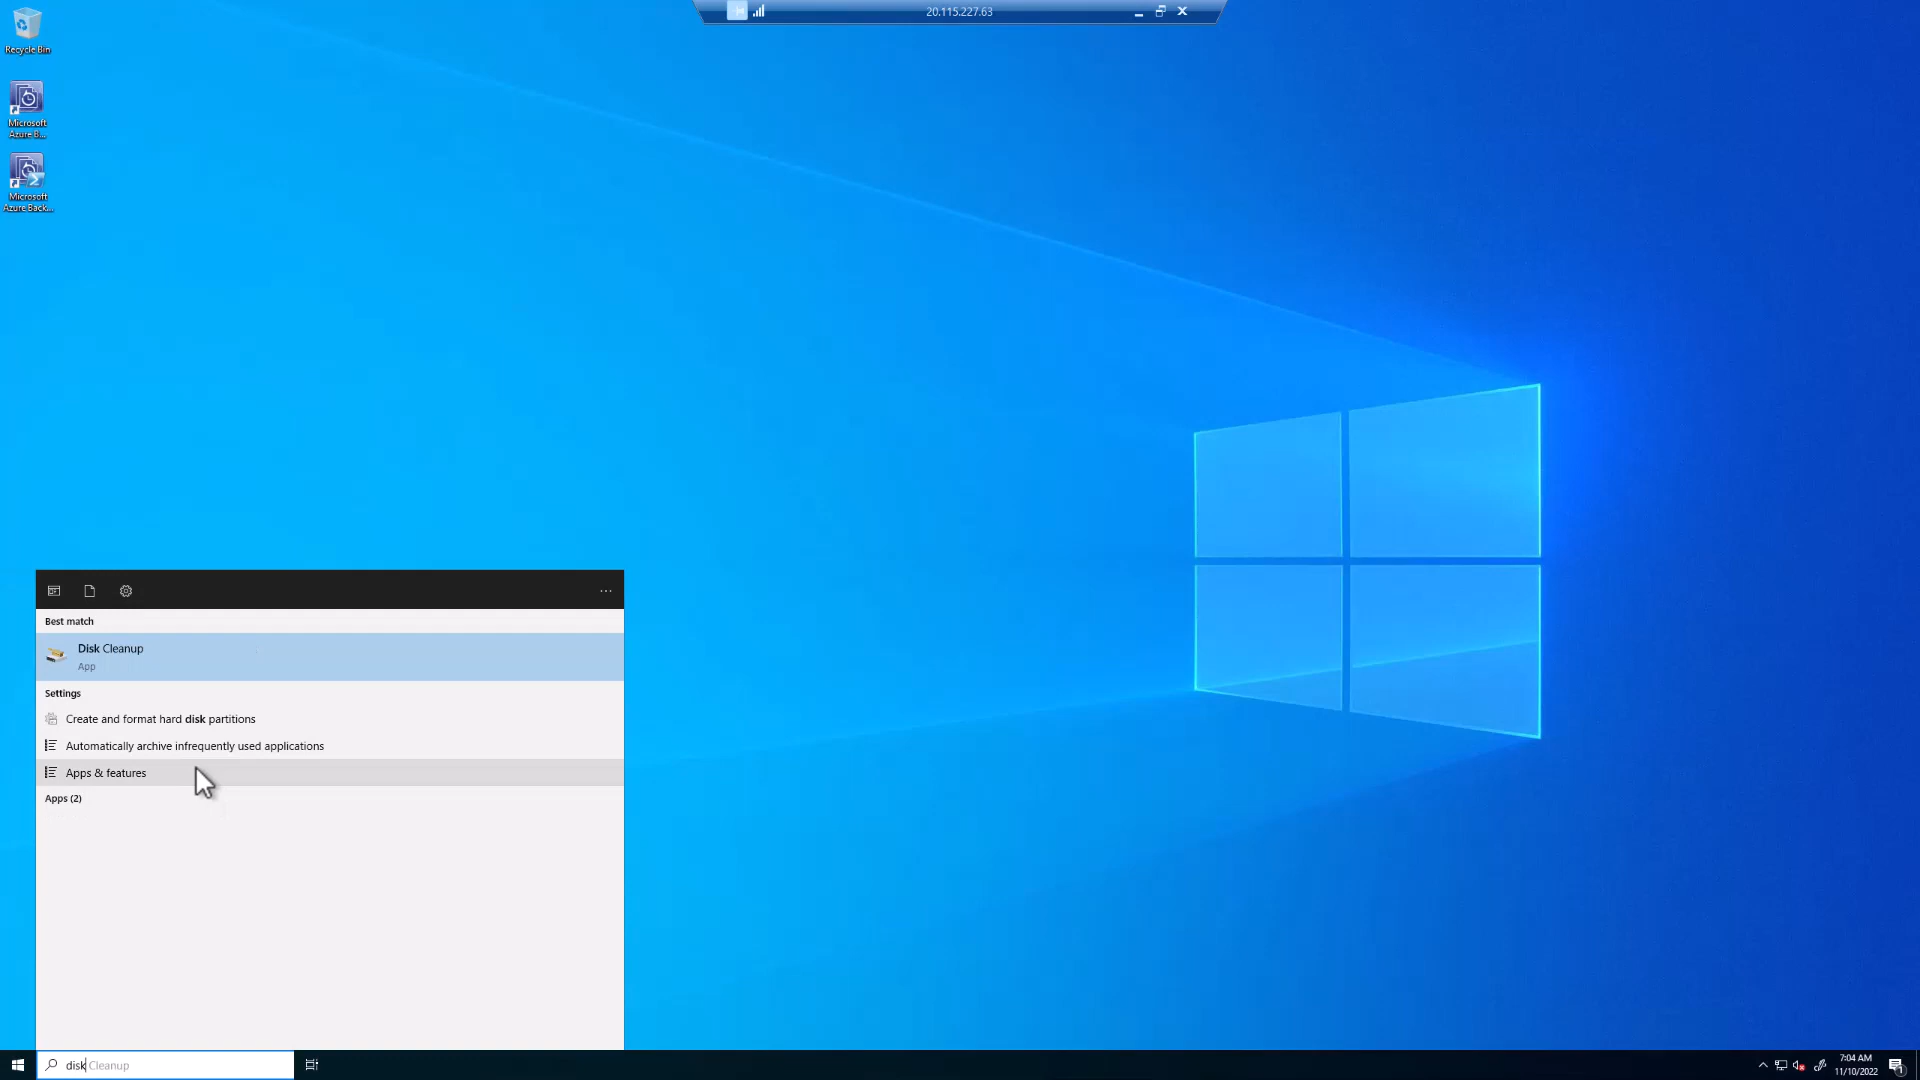 20.115.227.63
Recycle Bin
Microsoft
Azure B...
Microsoft
Azure Back...
Best match
Disk Cleanup
App
Settings
Create and format hard disk partitions
Automatically archive infrequently used applications
Apps & features
Apps (2)
disk Cleanup
7:04 AM
11/10/2022
1